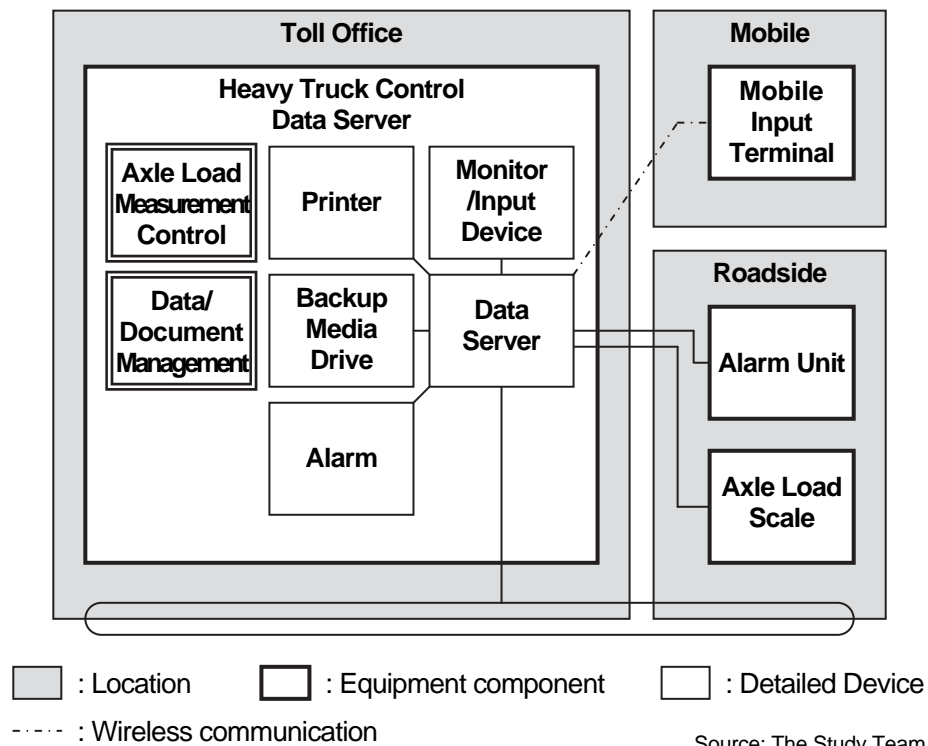 Toll Office
Heavy Truck Control
Data Server
Axle Load
Measurement
Control
Printer
Monitor
/Input
Device
Data/
Document
Management
Backup
Media
Drive
Data
Server
Alarm
Mobile
Mobile
Input
Terminal
Roadside
Alarm Unit
Axle Load
Scale
: Location
: Equipment component
: Detailed Device
: Wireless communication
Source: The Study Team